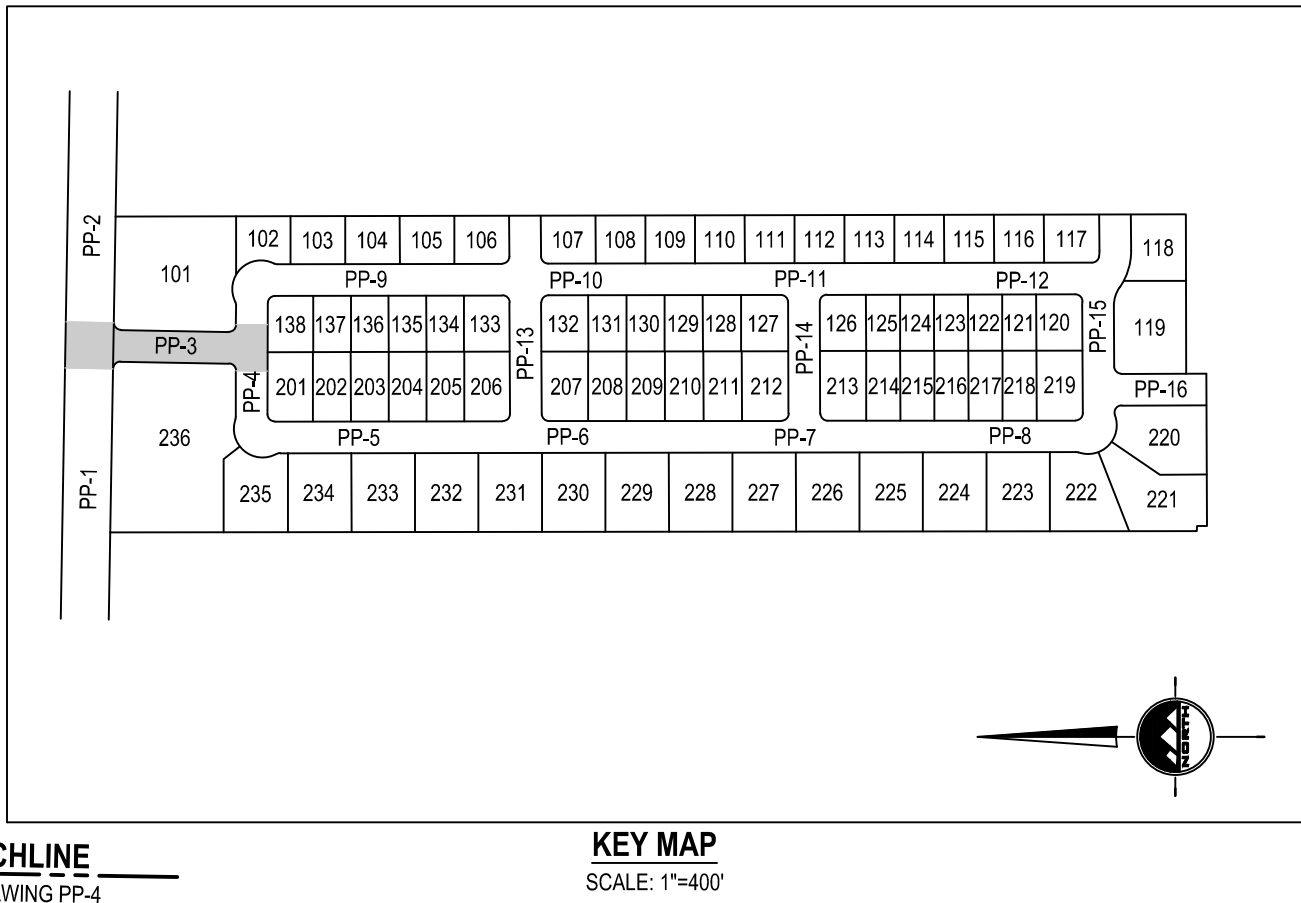 PP-2
102 103 104 105 106 107 108 109 110 111 112 113 114 115 116 117 118
101
PP-9 PP-10 PP-11 PP-12
138 137 136 135 134 133 PP-13 132 131 130 129 128 127 PP-14 126 125 124 123 122 121 120 PP-15 119
PP-3
PP-4 201 202 203 204 205 206 207 208 209 210 211 212 213 214 215 216 217 218 219 PP-16
236 PP-5 PP-6 PP-7 PP-8 220
PP-1 235 234 233 232 231 230 229 228 227 226 225 224 223 222 221
NORTH
CHLINE
WING PP-4
KEY MAP
SCALE: 1"=400'